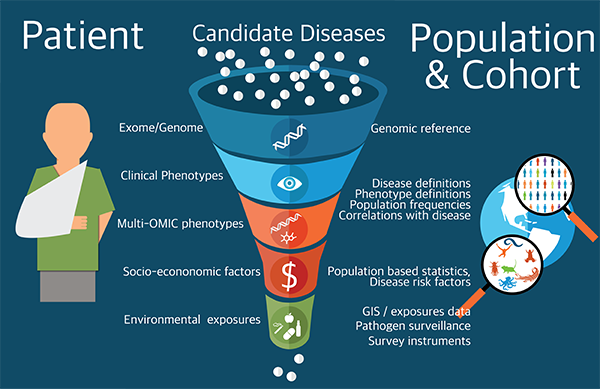 Patient
Candidate Diseases
Population
& Cohort
Exome/Genome
Genomic reference
Clinical Phenotypes
Disease definitions
Phenotype definitions
Population frequencies
Correlations with disease
Multi-OMIC phenotypes
Socio-econonomic factors
$
Population based statistics,
Disease risk factors
Environmental exposures
GIS / exposures data
Pathogen surveillance
Survey instruments